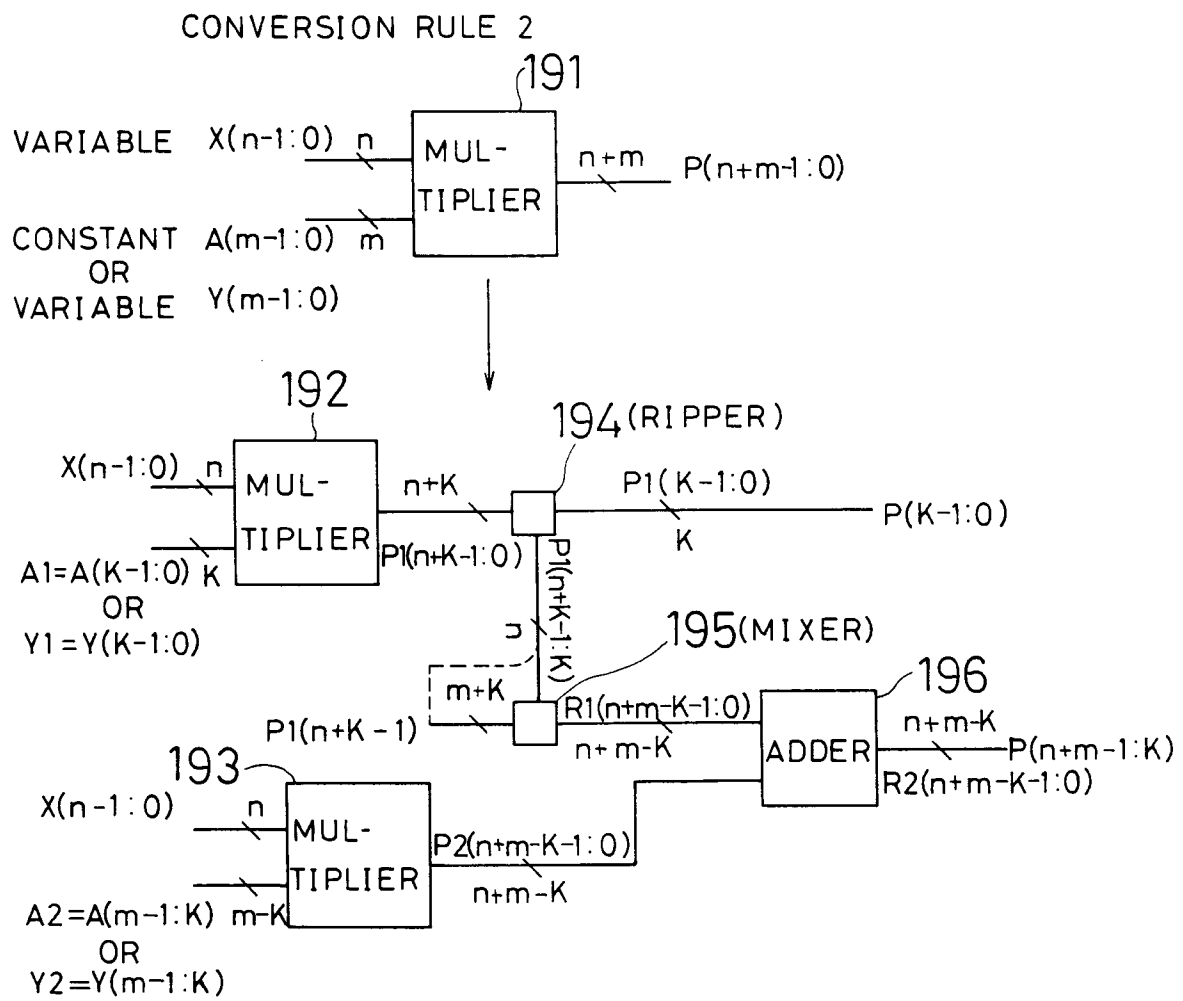 CONVERSION RULE 2
191
VARIABLE X(n-1:0) n
MUL-
TIPLIER
n+m
P(n+m-1:0)
CONSTANT A(m-1:0) m
OR
VARIABLE Y(m-1:0)
192
194 (RIPPER)
X(n-1:0) n
MUL-
TIPLIER
n+K
P1(n+K-1:0)
P1(K-1:0)
K
P(K-1:0)
A1=A(K-1:0) K
OR
Y1=Y(K-1:0)
P1(n+K-1:K)
n
195 (MIXER)
m+K
P1(n+K-1)
R1(n+m-K-1:0)
n+m-K
196
ADDER
n+m-K
P(n+m-1:K)
R2(n+m-K-1:0)
193
X(n-1:0) n
MUL-
TIPLIER
P2(n+m-K-1:0)
n+m-K
A2=A(m-1:K) m-K
OR
Y2=Y(m-1:K)